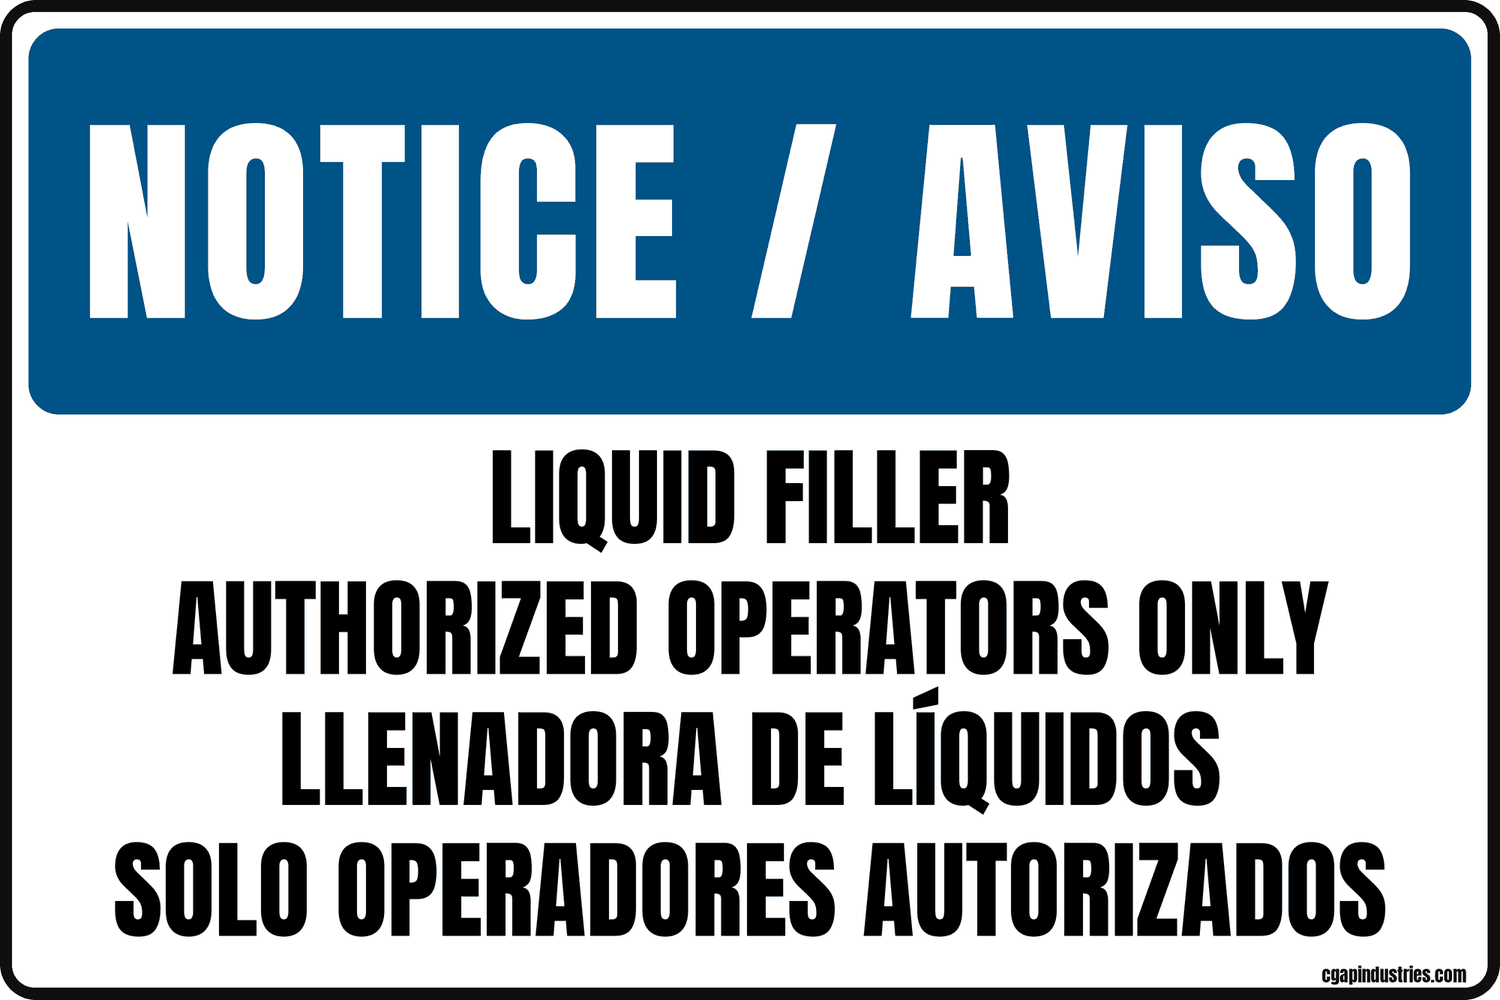 NOTICE / AVISO
LIQUID FILLER
AUTHORIZED OPERATORS ONLY
LLENADORA DE LÍQUIDOS
SOLO OPERADORES AUTORIZADOS
cgapindustries.com